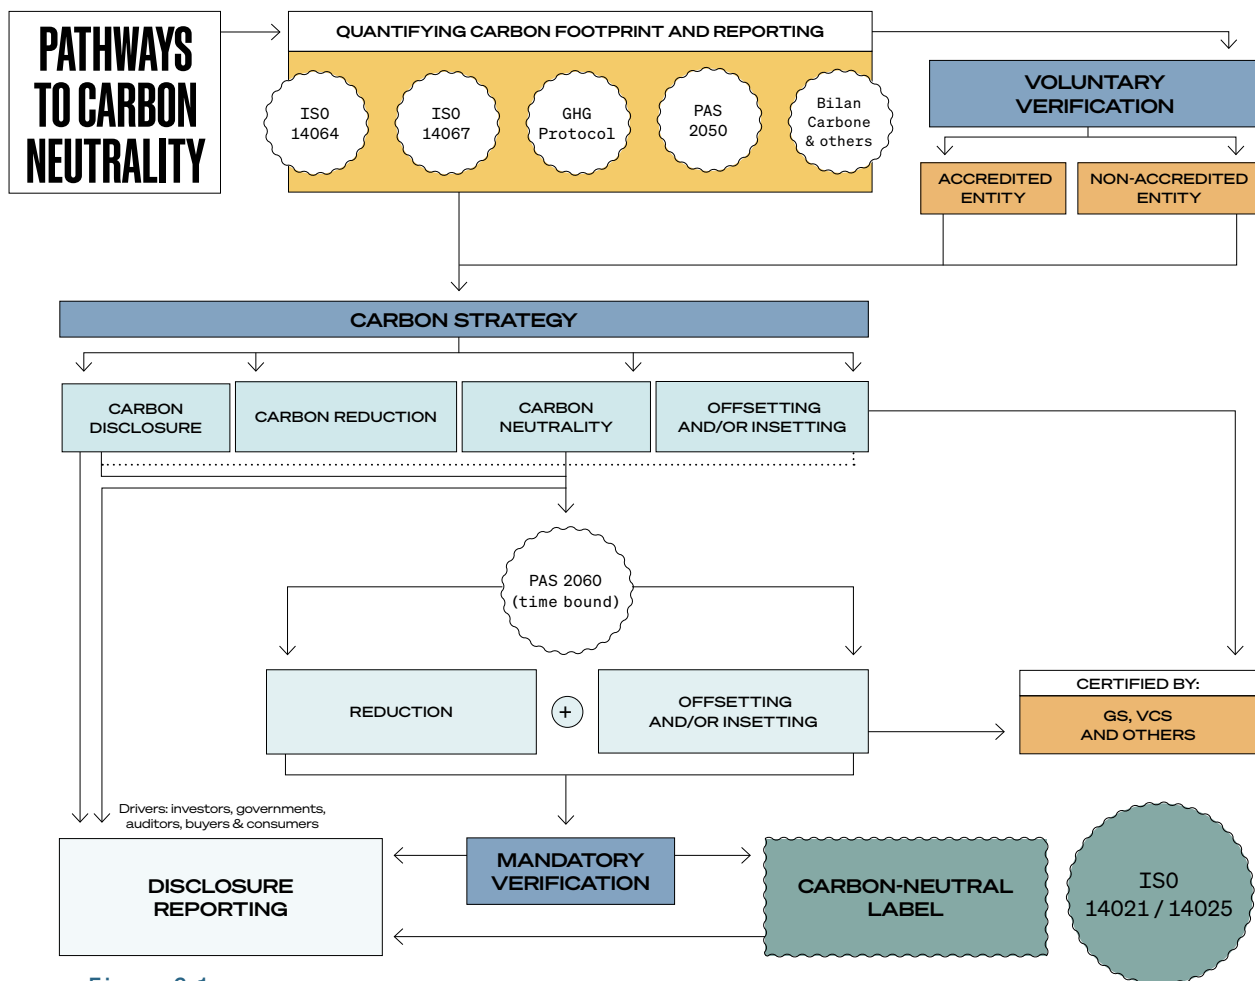 PATHWAYS
TO CARBON
NEUTRALITY
QUANTIFYING CARBON FOOTPRINT AND REPORTING
ISO
14064
ISO
14067
GHG
Protocol
PAS
2050
Bilan
Carbone
& others
VOLUNTARY
VERIFICATION
ACCREDITED
ENTITY
NON-ACCREDITED
ENTITY
CARBON STRATEGY
CARBON
DISCLOSURE
CARBON REDUCTION
CARBON
NEUTRALITY
OFFSETTING
AND/OR INSETTING
PAS 2060
(time bound)
REDUCTION
+
OFFSETTING
AND/OR INSETTING
CERTIFIED BY:
GS, VCS
AND OTHERS
Drivers: investors, governments,
auditors, buyers & consumers
DISCLOSURE
REPORTING
MANDATORY
VERIFICATION
CARBON-NEUTRAL
LABEL
ISO
14021 / 14025